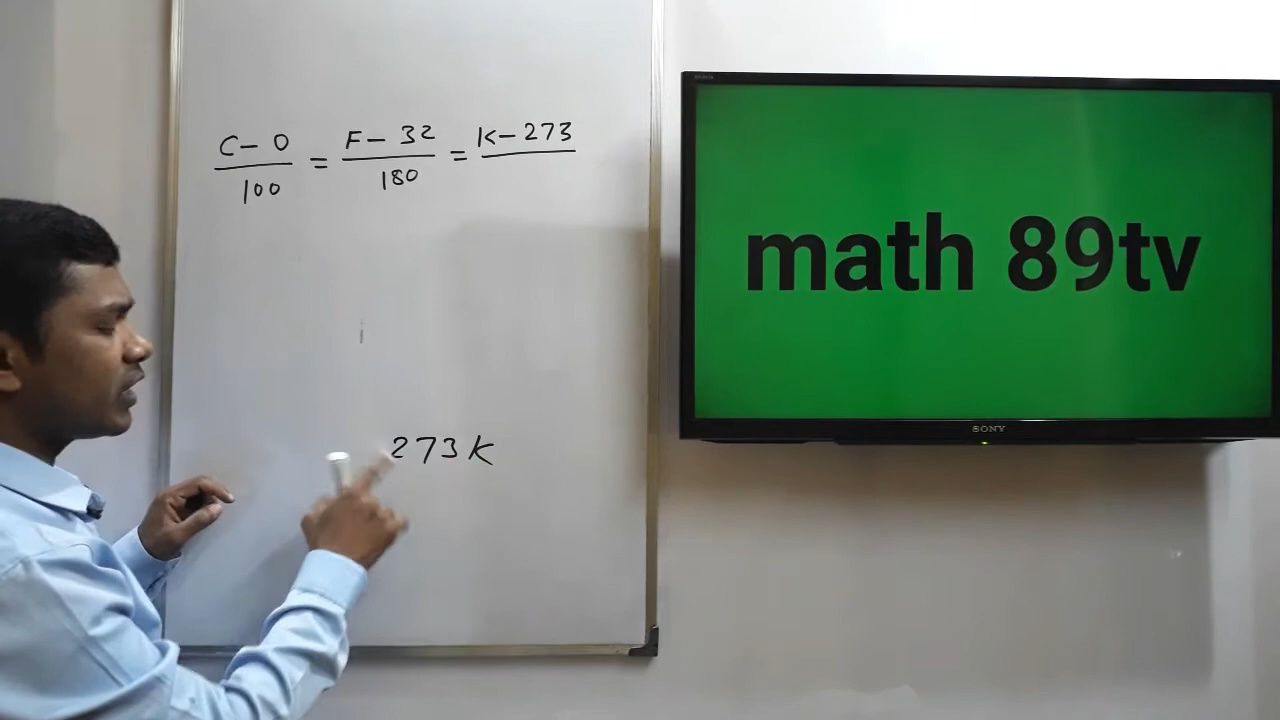 C - 0 / 100 = F - 32 / 180 = K - 273
273 K
math 89tv
SONY